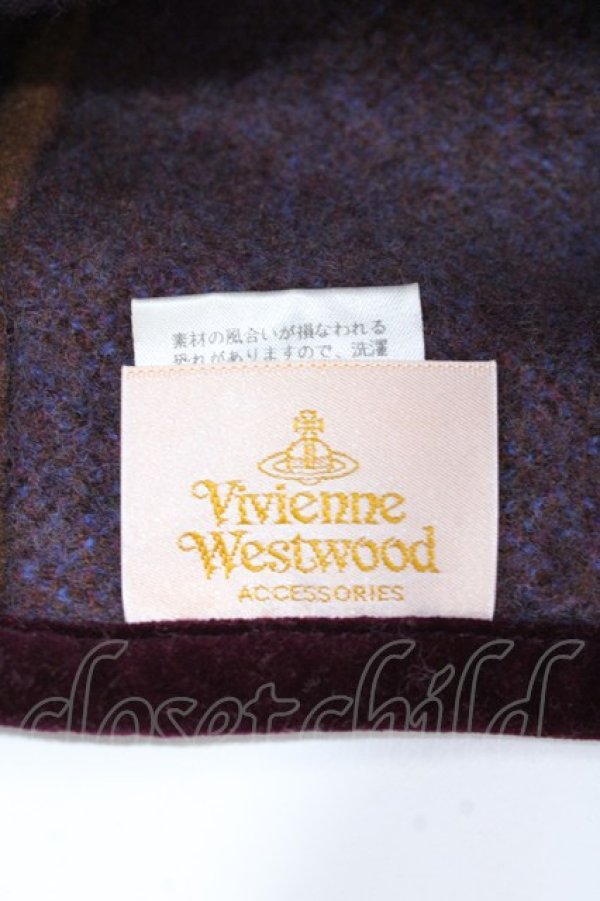 素材の風合いが損なわれる
恐れがありますので、洗濯
Vivienne
Westwood
ACCESSORIES
closetchild